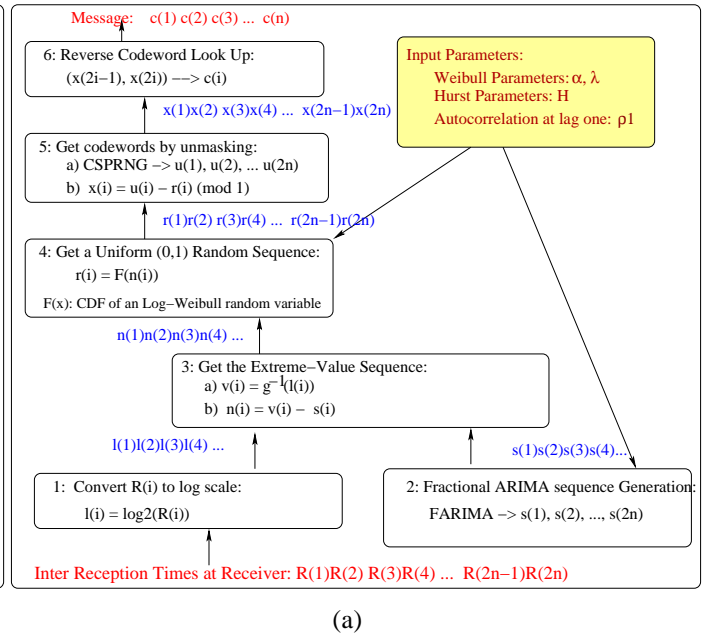 Message: c(1) c(2) c(3) ... c(n)
6: Reverse Codeword Look Up:
(x(2i−1), x(2i)) −−> c(i)
Input Parameters:
Weibull Parameters: α, λ
Hurst Parameters: H
Autocorrelation at lag one: ρ1
x(1)x(2) x(3)x(4) ... x(2n−1)x(2n)
5: Get codewords by unmasking:
a) CSPRNG −> u(1), u(2), ... u(2n)
b) x(i) = u(i) − r(i) (mod 1)
r(1)r(2) r(3)r(4) ... r(2n−1)r(2n)
4: Get a Uniform (0,1) Random Sequence:
r(i) = F(n(i))
F(x): CDF of an Log−Weibull random variable
n(1)n(2)n(3)n(4) ...
3: Get the Extreme−Value Sequence:
a) v(i) = g−1(l(i))
b) n(i) = v(i) − s(i)
l(1)l(2)l(3)l(4) ...
s(1)s(2)s(3)s(4)...
1: Convert R(i) to log scale:
l(i) = log2(R(i))
2: Fractional ARIMA sequence Generation:
FARIMA −> s(1), s(2), ..., s(2n)
Inter Reception Times at Receiver: R(1)R(2) R(3)R(4) ... R(2n−1)R(2n)
(a)